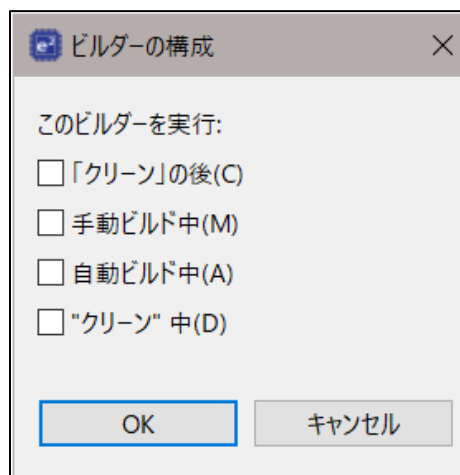 e²
ビルダーの構成
このビルダーを実行:
「クリーン」の後(C)
手動ビルド中(M)
自動ビルド中(A)
"クリーン" 中(D)
OK
キャンセル